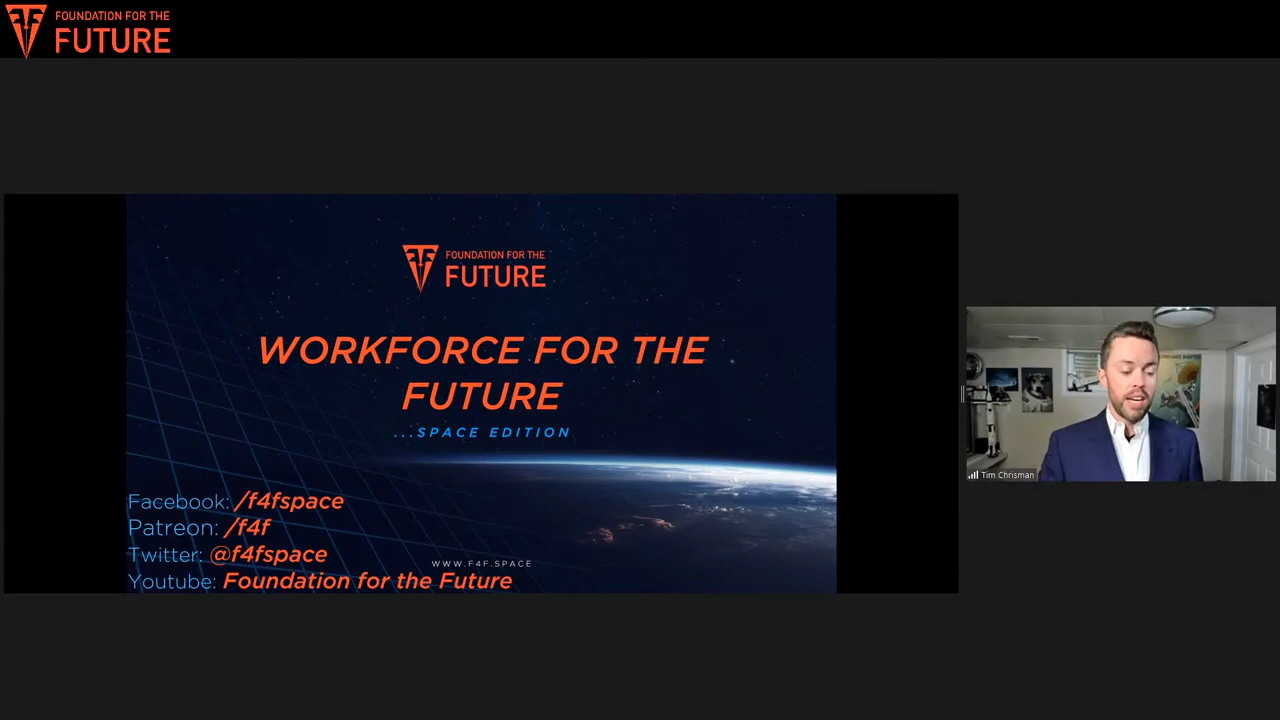 FOUNDATION FOR THE
FUTURE
FOUNDATION FOR THE
FUTURE
WORKFORCE FOR THE
FUTURE
...SPACE EDITION
Facebook: /f4fspace
Patreon: /f4f
Twitter: @f4fspace
WWW.F4F.SPACE
Youtube: Foundation for the Future
Tim Chrisman